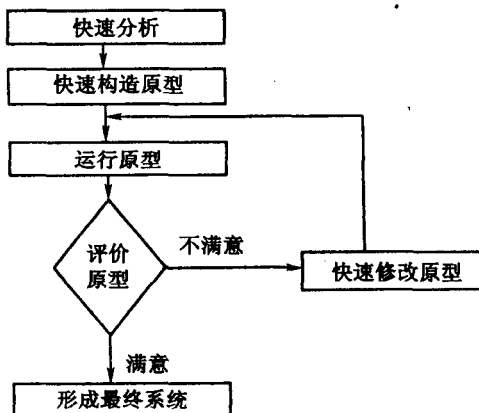 快速分析
快速构造原型
运行原型
评价
原型
不满意
快速修改原型
满意
形成最终系统